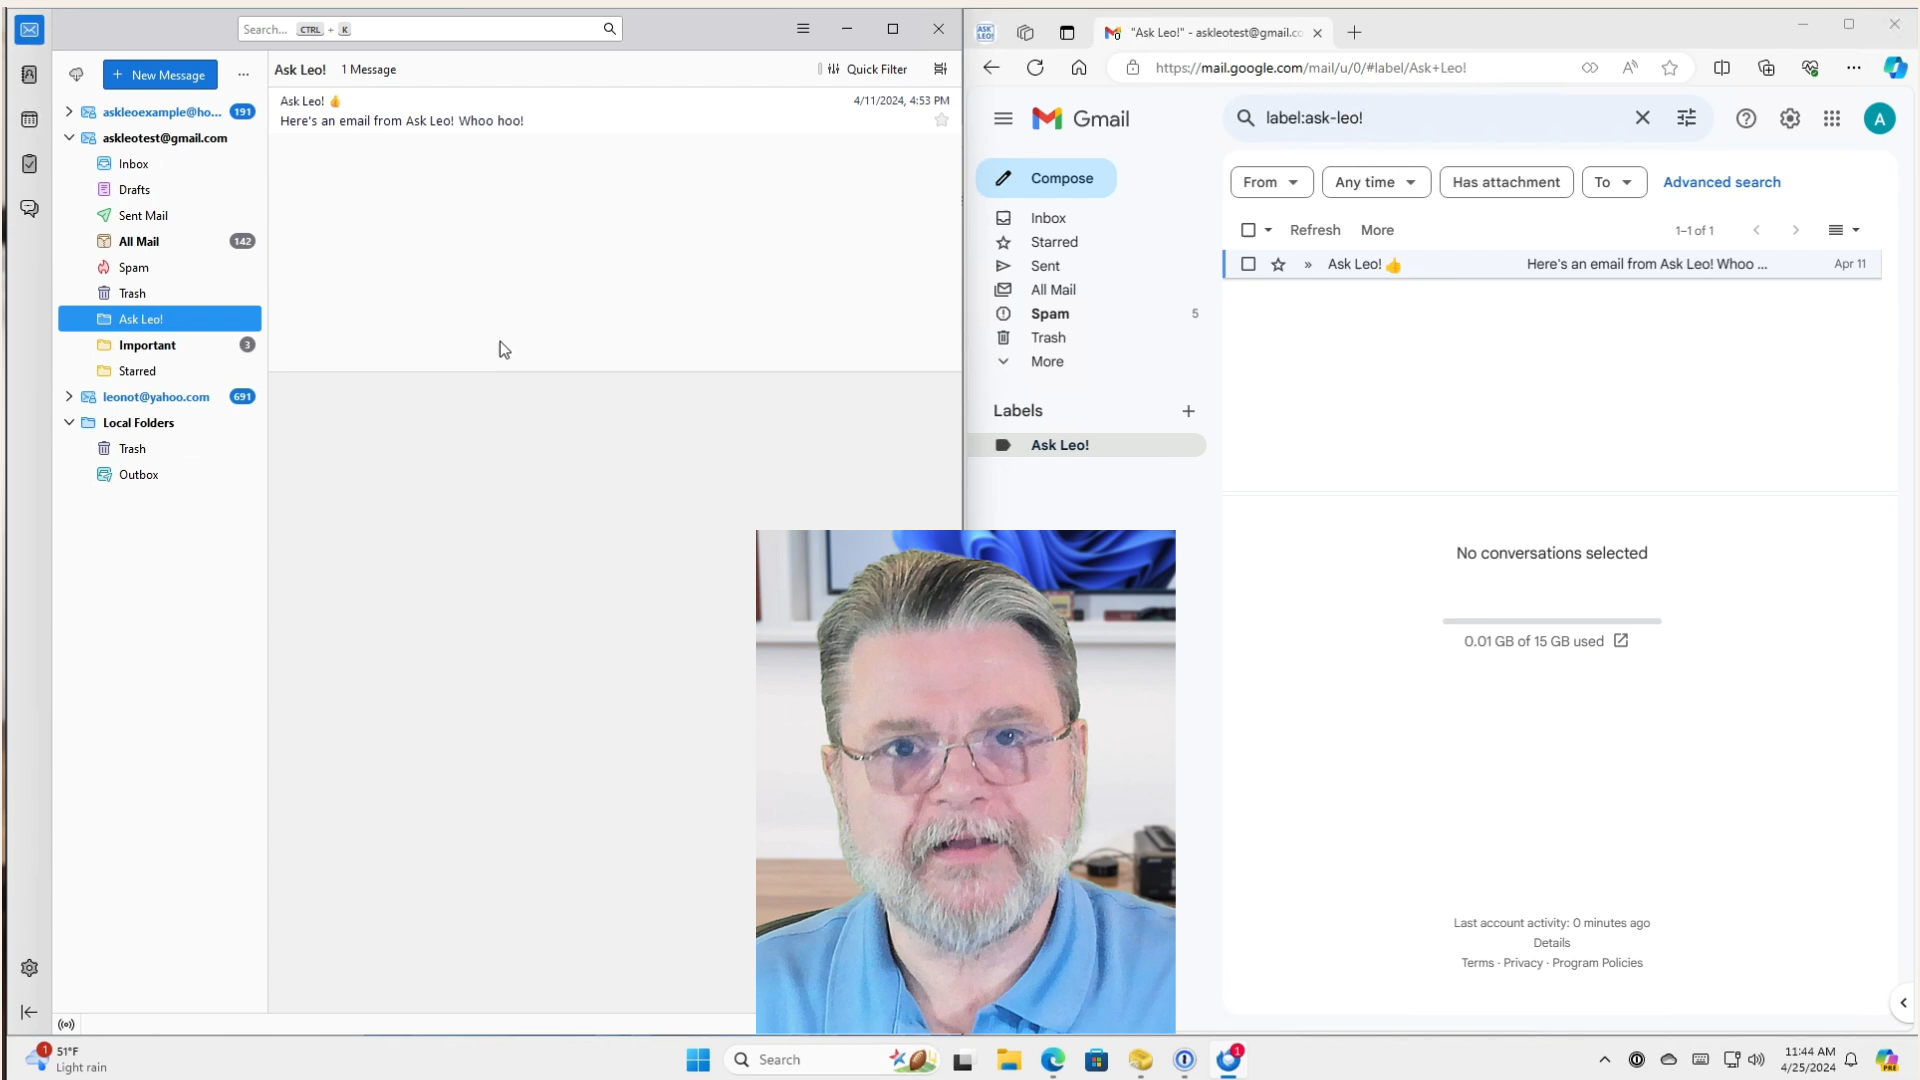 Search... CTRL + K
New Message
askleoexample@ho... 191
askleotest@gmail.com
Inbox
Drafts
Sent Mail
All Mail 142
Spam
Trash
Ask Leo!
Important 3
Starred
leonot@yahoo.com 691
Local Folders
Trash
Outbox
Ask Leo! 1 Message Quick Filter
Ask Leo! 👍 4/11/2024, 4:53 PM
Here's an email from Ask Leo! Whoo hoo!
ASK LEO!
"Ask Leo!" - askleotest@gmail.co
https://mail.google.com/mail/u/0/#label/Ask+Leo!
Gmail
label:ask-leo!
A
Compose
Inbox
Starred
Sent
All Mail
Spam 5
Trash
More
Labels
Ask Leo!
From Any time Has attachment To Advanced search
Refresh More 1–1 of 1
Ask Leo! 👍 Here's an email from Ask Leo! Whoo ... Apr 11
No conversations selected
0.01 GB of 15 GB used
Last account activity: 0 minutes ago
Details
Terms · Privacy · Program Policies
1
51°F
Light rain
Search
1
11:44 AM
4/25/2024
PRE